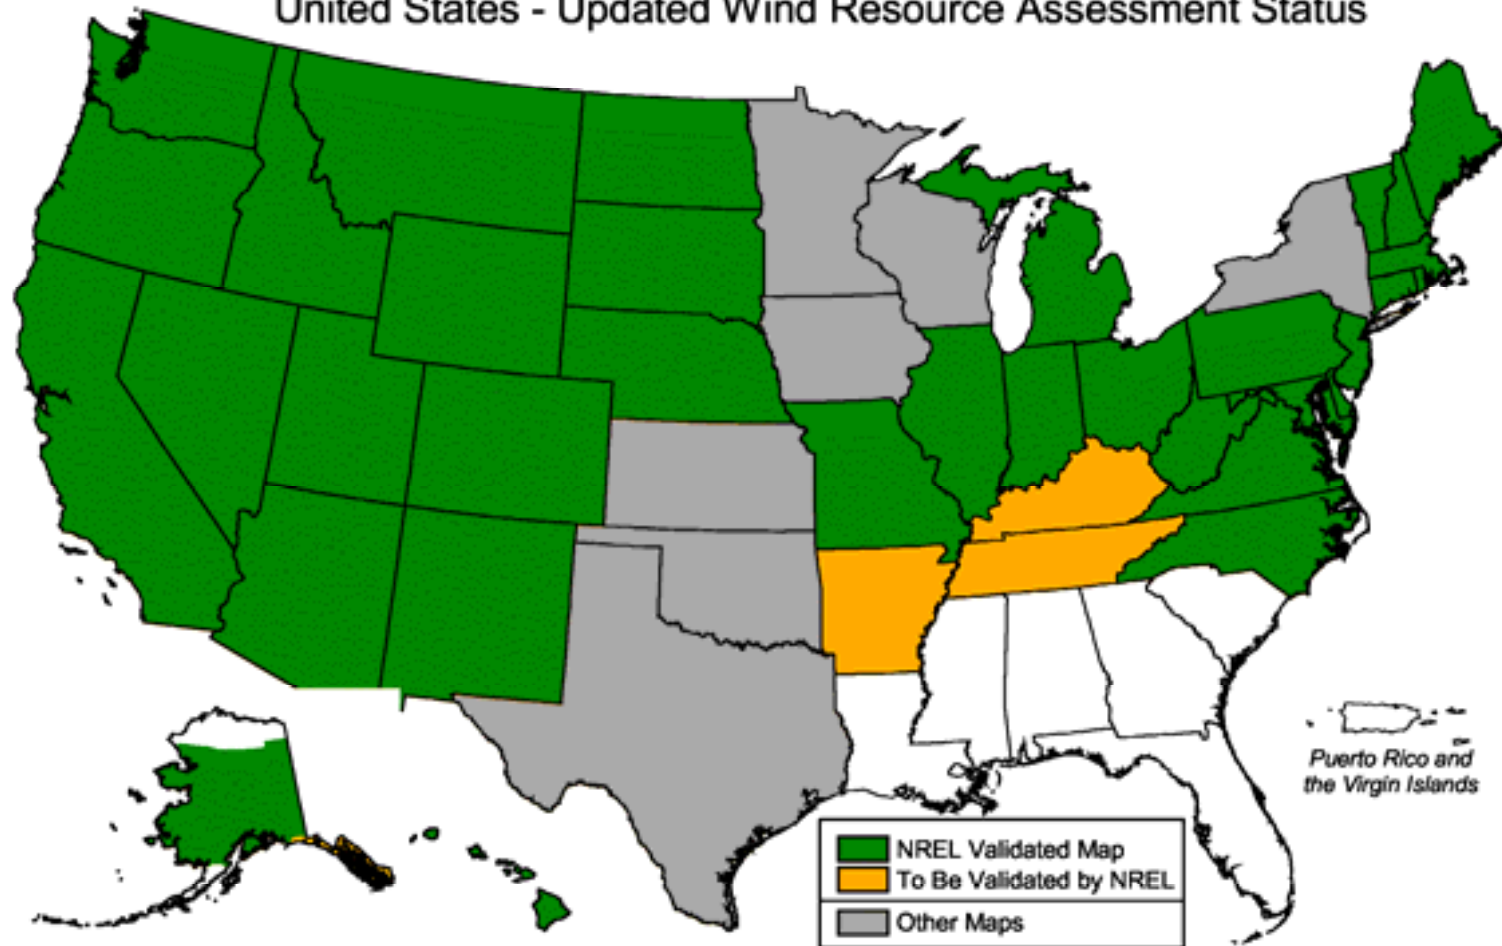 United States - Updated Wind Resource Assessment Status
Puerto Rico and
the Virgin Islands
NREL Validated Map
To Be Validated by NREL
Other Maps